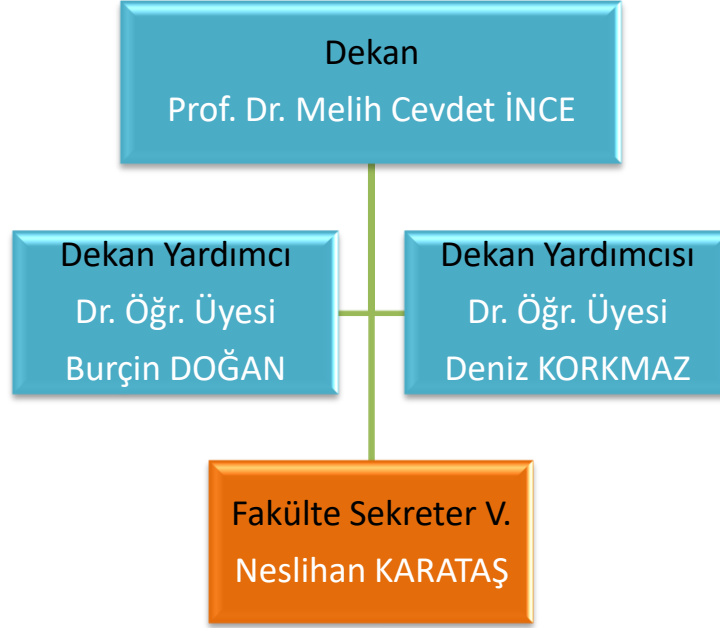 Dekan
Prof. Dr. Melih Cevdet İNCE
Dekan Yardımcı
Dr. Öğr. Üyesi
Burçin DOĞAN
Dekan Yardımcısı
Dr. Öğr. Üyesi
Deniz KORKMAZ
Fakülte Sekreter V.
Neslihan KARATAŞ